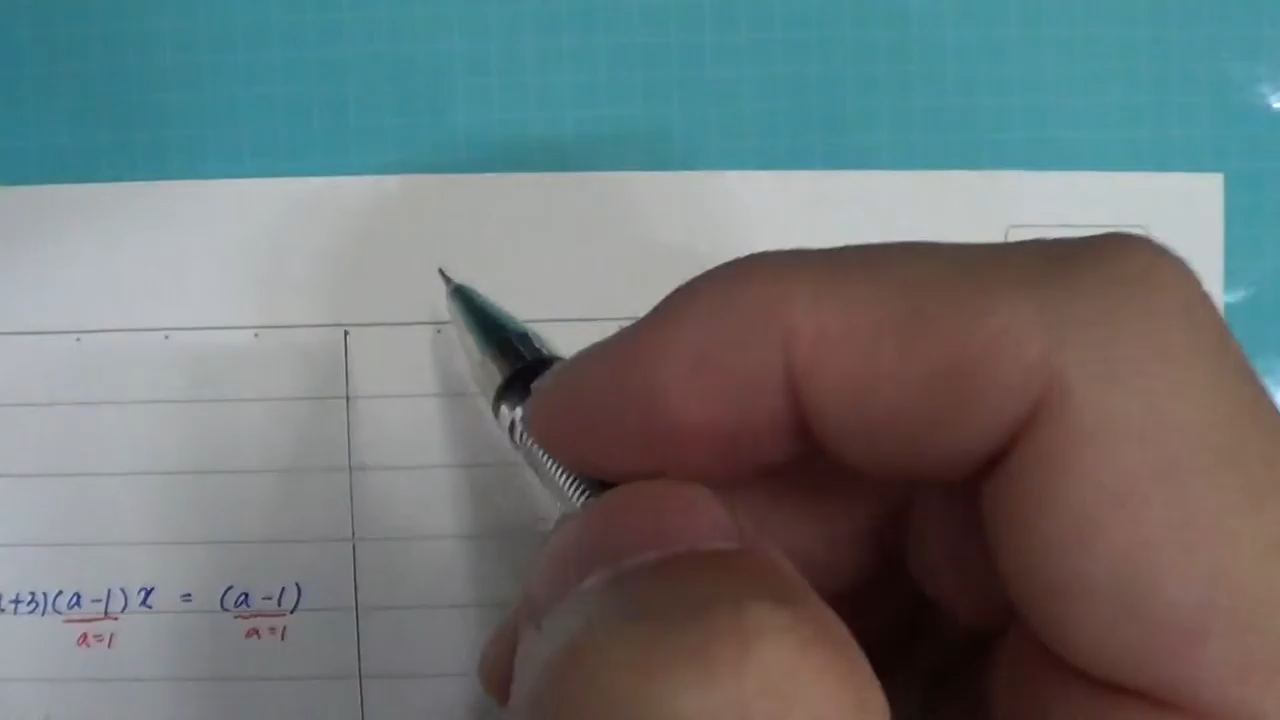 +3)(a-1)x = (a-1)
a=1 a=1